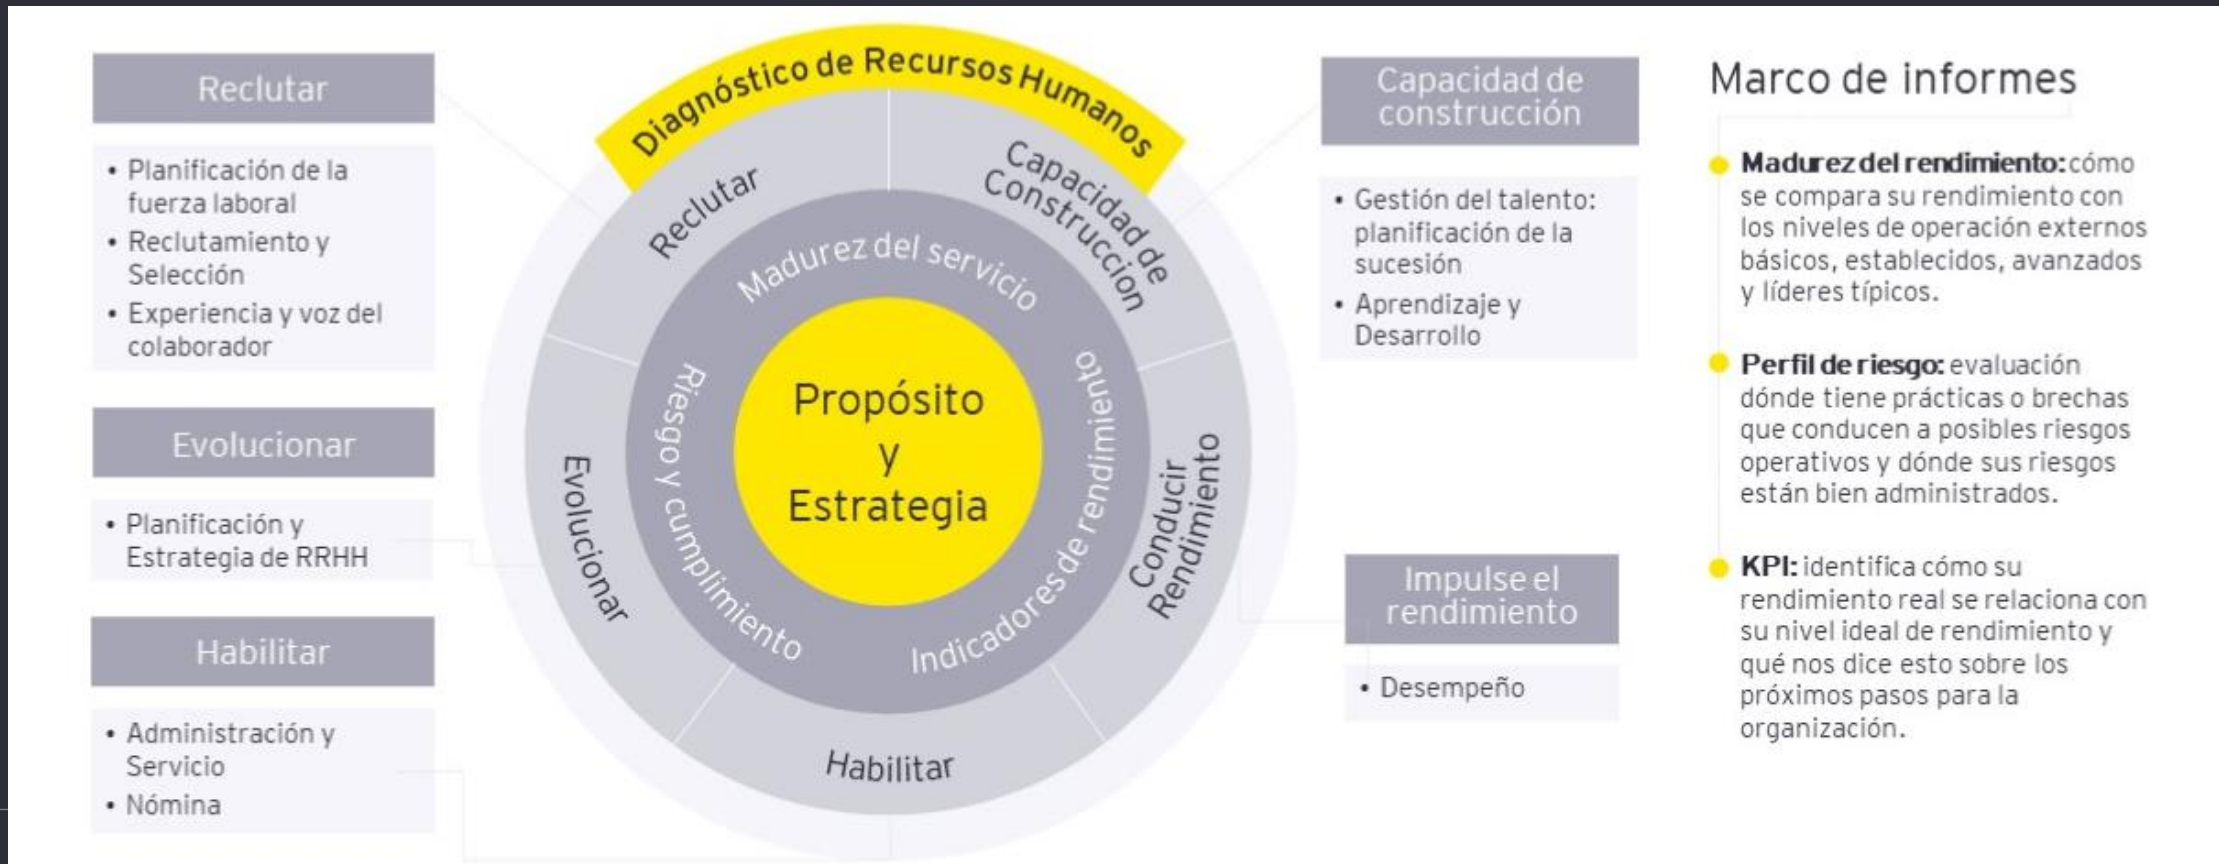 Reclutar
• Planificación de la
fuerza laboral
• Reclutamiento y
Selección
• Experiencia y voz del
colaborador
Evolucionar
• Planificación y
Estrategia de RRHH
Habilitar
• Administración y
Servicio
• Nómina
Diagnóstico de Recursos Humanos
Reclutar
Capacidad de
Construccion
Conducir
Rendimiento
Habilitar
Evolucionar
Madurez del servicio
Indicadores de rendimiento
Riesgo y cumplimiento
Propósito
y
Estrategia
Capacidad de
construcción
• Gestión del talento:
planificación de la
sucesión
• Aprendizaje y
Desarrollo
Impulse el
rendimiento
• Desempeño
Marco de informes
Madurez del rendimiento: cómo
se compara su rendimiento con
los niveles de operación externos
básicos, establecidos, avanzados
y líderes típicos.
Perfil de riesgo: evaluación
dónde tiene prácticas o brechas
que conducen a posibles riesgos
operativos y dónde sus riesgos
están bien administrados.
KPI: identifica cómo su
rendimiento real se relaciona con
su nivel ideal de rendimiento y
qué nos dice esto sobre los
próximos pasos para la
organización.